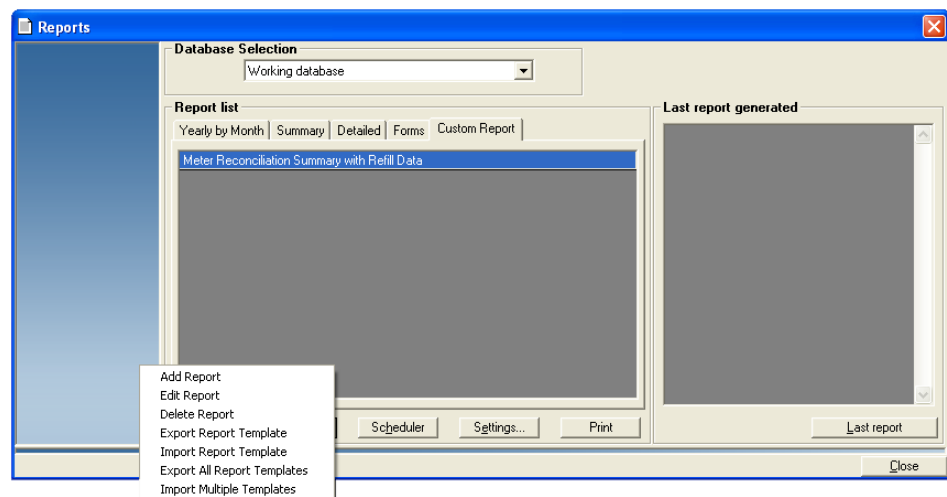 Reports
Database Selection
Working database
Report list
Yearly by Month
Summary
Detailed
Forms
Custom Report
Meter Reconciliation Summary with Refill Data
Last report generated
Add Report
Edit Report
Delete Report
Export Report Template
Import Report Template
Export All Report Templates
Import Multiple Templates
Scheduler
Settings...
Print
Last report
Close